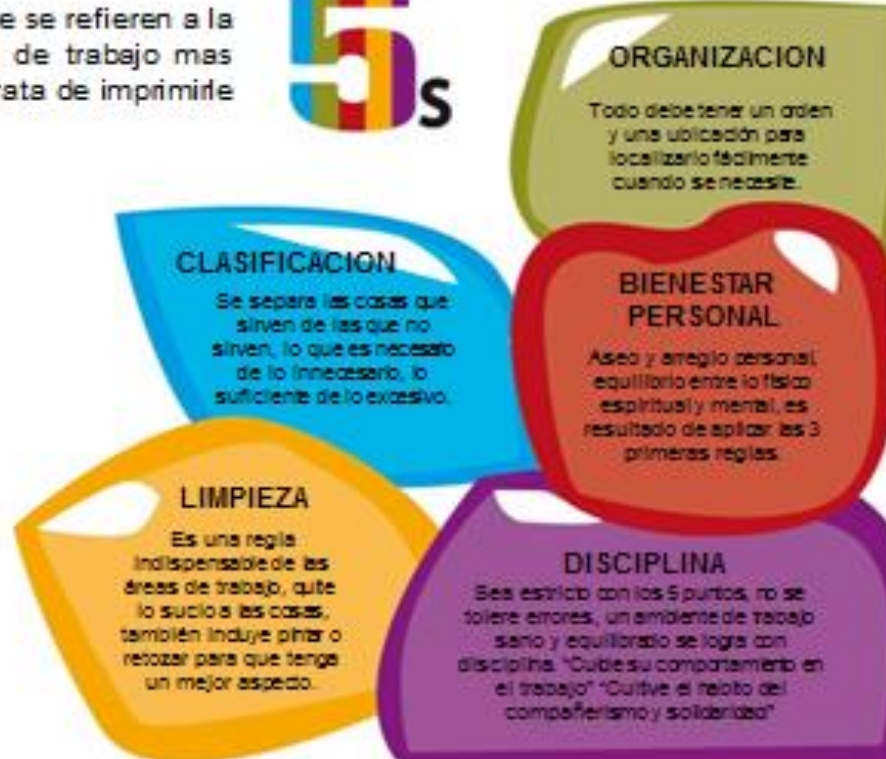 e se refieren a la
de trabajo mas
rata de imprimirle
5s
ORGANIZACION
Todo debe tener un orden
y una ubicación para
localizarlo fácilmente
cuando se necesite.
CLASIFICACION
Se separa las cosas que
sirven de las que no
sirven, lo que es necesato
de lo innecesario, lo
suficiente de lo excesivo.
BIENESTAR
PERSONAL
Aseo y arreglo personal,
equilibrio entre lo físico
espiritual y mental, es
resultado de aplicar las 3
primeras reglas.
LIMPIEZA
Es una regla
indispensable de las
áreas de trabajo, quite
lo sucio a las cosas,
también incluye pintar o
retozar para que tenga
un mejor aspecto.
DISCIPLINA
Sea estricto con los 5 puntos, no se
tolere errores, un ambiente de trabajo
sano y equilibrado se logra con
disciplina. "Cuide su comportamiento en
el trabajo" "Cultive el habito del
compañerismo y solidaridad"